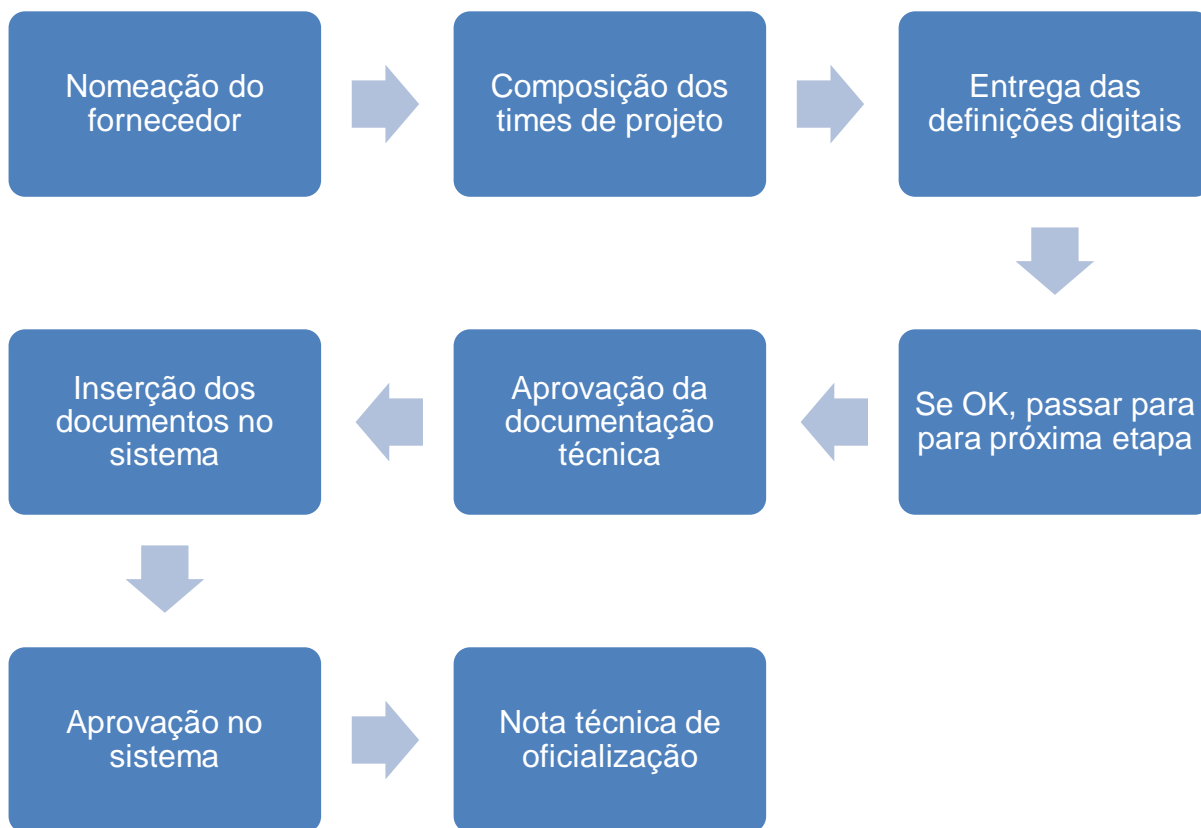 Nomeação do
fornecedor
Composição dos
times de projeto
Entrega das
definições digitais
Se OK, passar para
para próxima etapa
Aprovação da
documentação
técnica
Inserção dos
documentos no
sistema
Aprovação no
sistema
Nota técnica de
oficialização